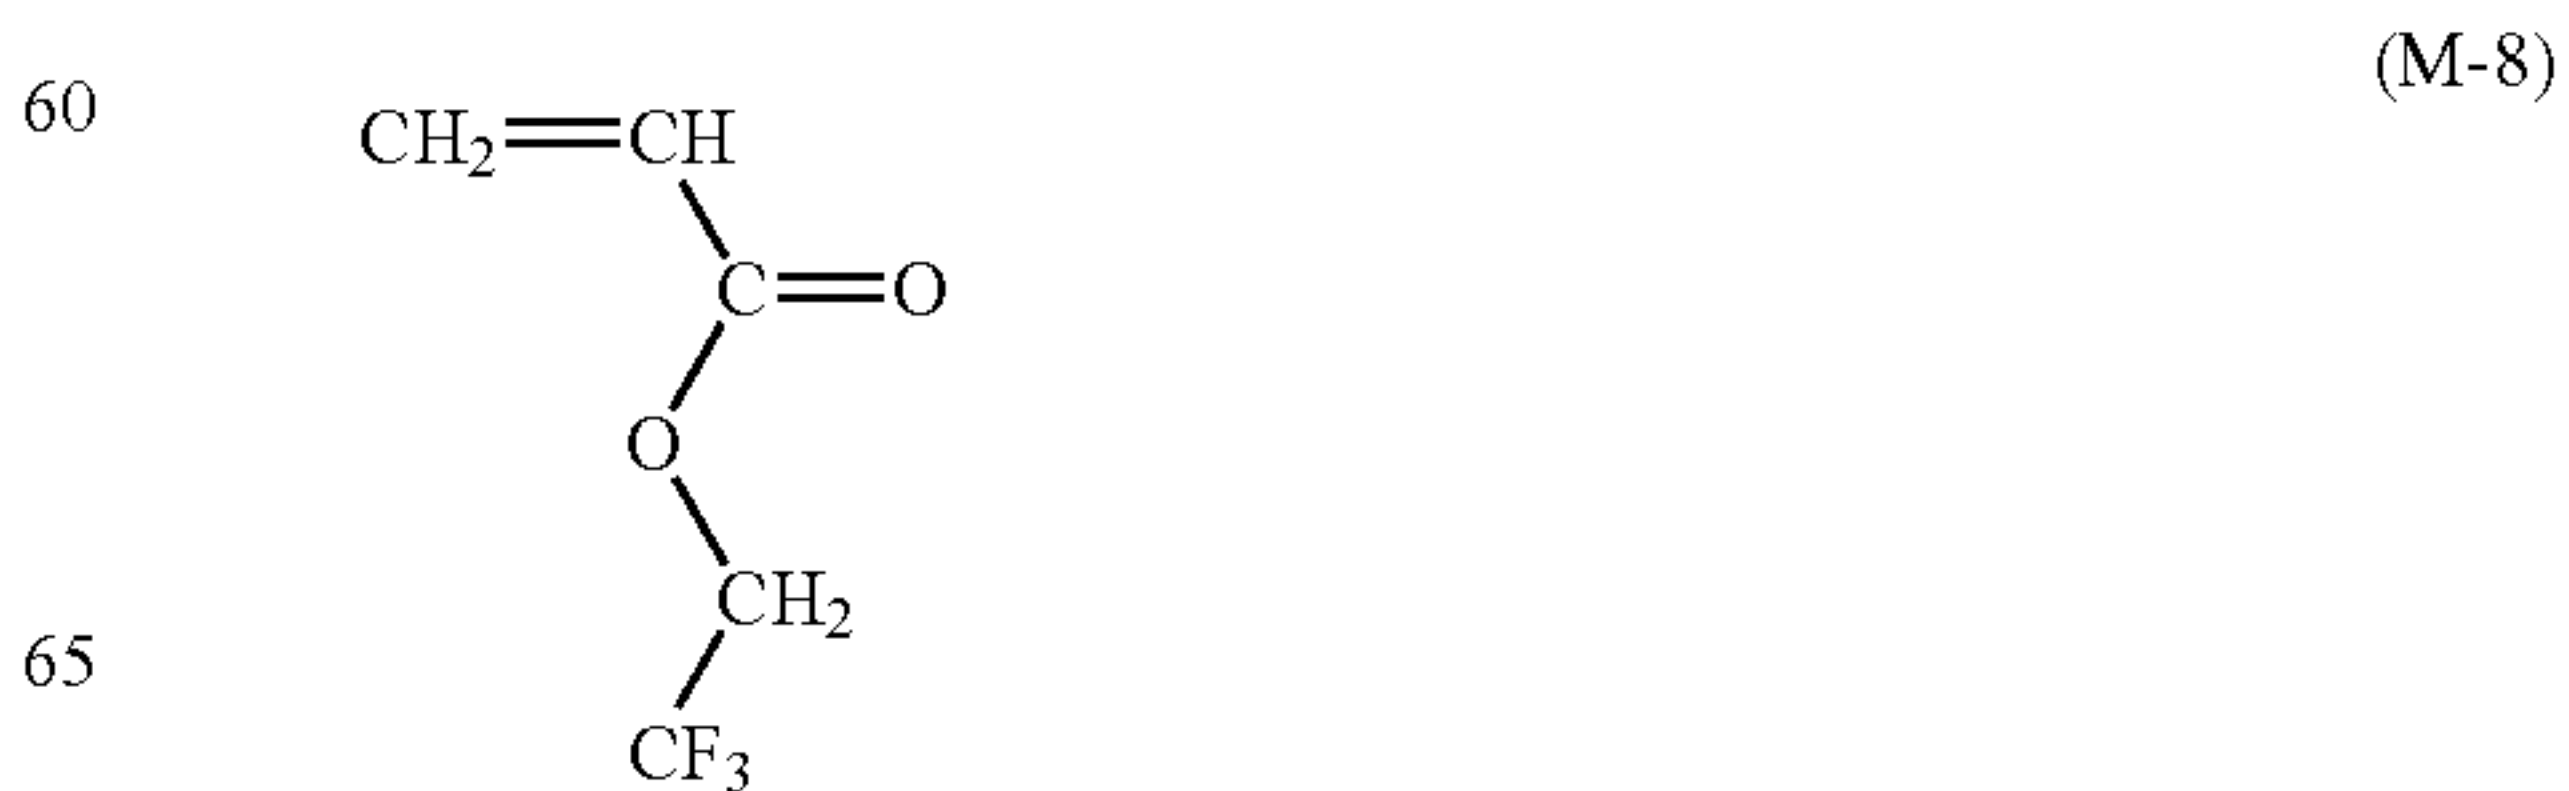 (M-8)
60
CH₂=CH
C=O
O
CH₂
65
CF₃